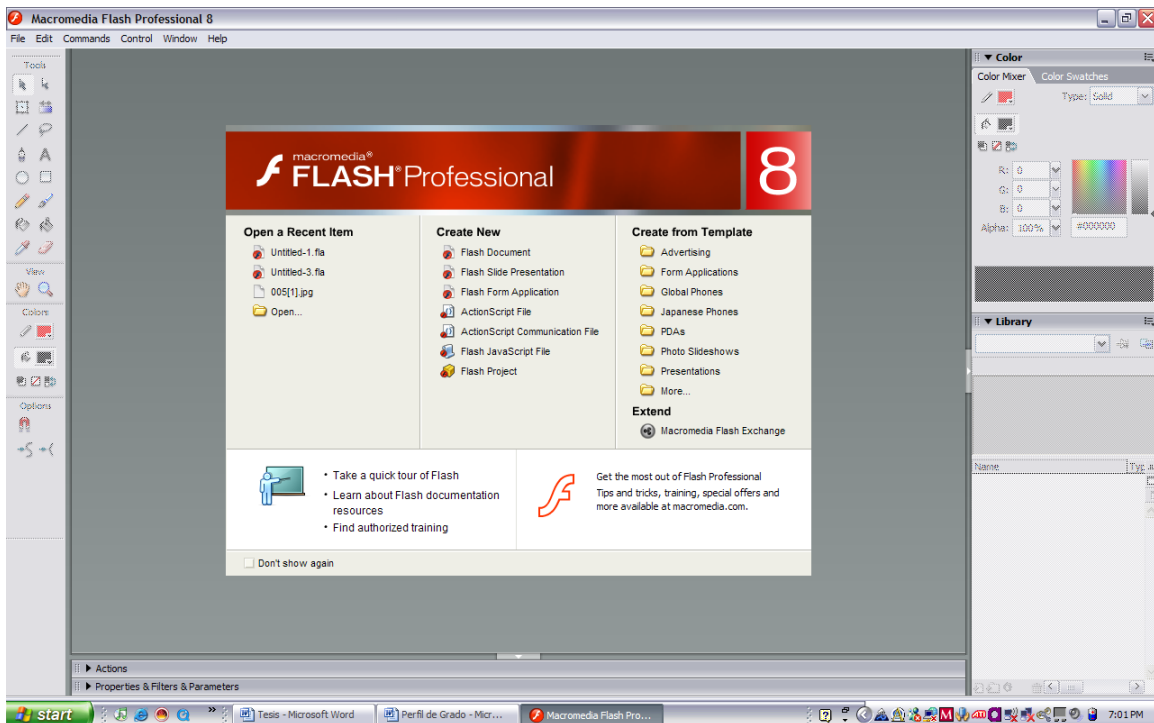 Macromedia Flash Professional 8
File Edit Commands Control Window Help
Tools
View
Colors
Options
macromedia®
FLASH® Professional 8
Open a Recent Item
Untitled-1.fla
Untitled-3.fla
005[1].jpg
Open...
Create New
Flash Document
Flash Slide Presentation
Flash Form Application
ActionScript File
ActionScript Communication File
Flash JavaScript File
Flash Project
Create from Template
Advertising
Form Applications
Global Phones
Japanese Phones
PDAs
Photo Slideshows
Presentations
More...
Extend
Macromedia Flash Exchange
• Take a quick tour of Flash
• Learn about Flash documentation
resources
• Find authorized training
Get the most out of Flash Professional
Tips and tricks, training, special offers and
more available at macromedia.com.
Don't show again
Color
Color Mixer Color Swatches
Type: Solid
R: 0
G: 0
B: 0
Alpha: 100% #000000
Library
Name
Actions
Properties & Filters & Parameters
start
Tesis - Microsoft Word
Perfil de Grado - Micr...
Macromedia Flash Pro...
7:01 PM